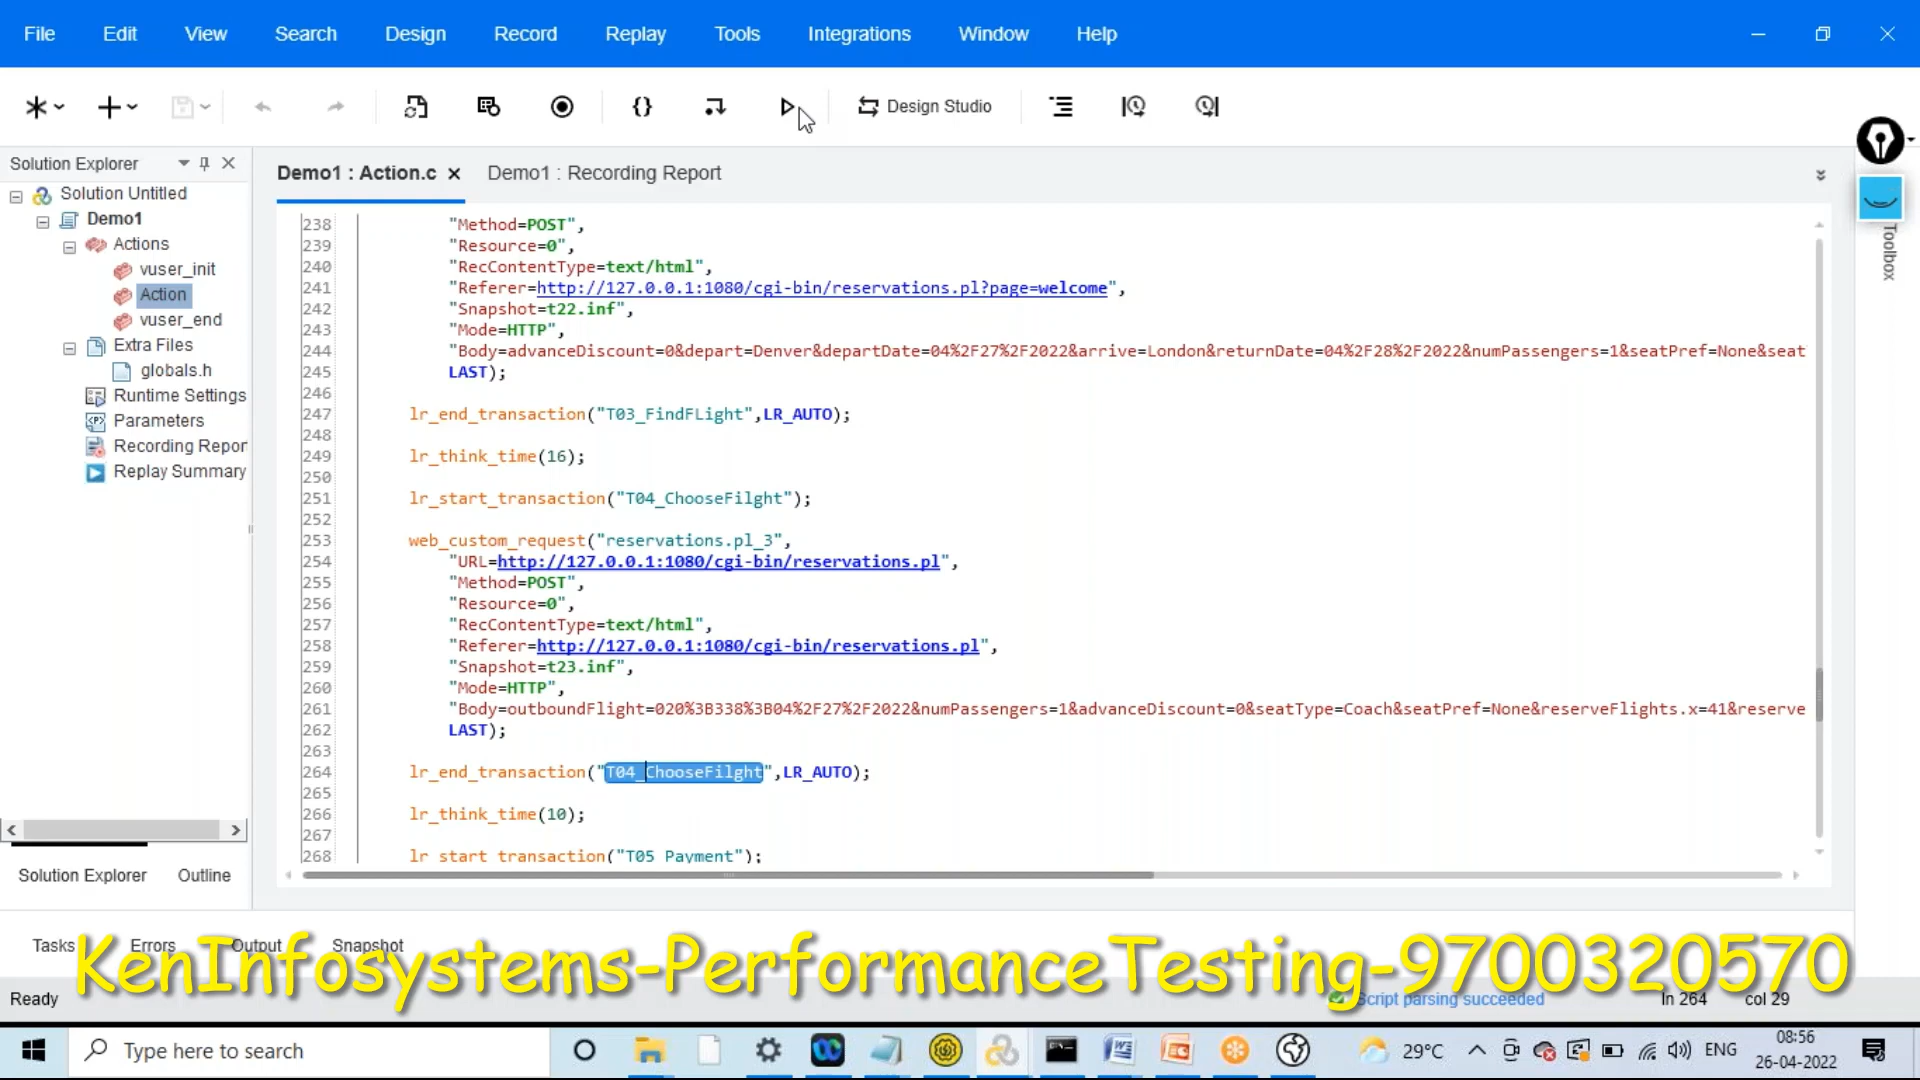 File Edit View Search Design Record Replay Tools Integrations Window Help
Design Studio
Solution Explorer
Solution Untitled
Demo1
Actions
vuser_init
Action
vuser_end
Extra Files
globals.h
Runtime Settings
Parameters
Recording Repor
Replay Summary
Solution Explorer Outline
Demo1 : Action.c Demo1 : Recording Report
238 "Method=POST",
239 "Resource=0",
240 "RecContentType=text/html",
241 "Referer=http://127.0.0.1:1080/cgi-bin/reservations.pl?page=welcome",
242 "Snapshot=t22.inf",
243 "Mode=HTTP",
244 "Body=advanceDiscount=0&depart=Denver&departDate=04%2F27%2F2022&arrive=London&returnDate=04%2F28%2F2022&numPassengers=1&seatPref=None&seat
245 LAST);
246
247 lr_end_transaction("T03_FindFLight",LR_AUTO);
248
249 lr_think_time(16);
250
251 lr_start_transaction("T04_ChooseFilght");
252
253 web_custom_request("reservations.pl_3",
254 "URL=http://127.0.0.1:1080/cgi-bin/reservations.pl",
255 "Method=POST",
256 "Resource=0",
257 "RecContentType=text/html",
258 "Referer=http://127.0.0.1:1080/cgi-bin/reservations.pl",
259 "Snapshot=t23.inf",
260 "Mode=HTTP",
261 "Body=outboundFlight=020%3B338%3B04%2F27%2F2022&numPassengers=1&advanceDiscount=0&seatType=Coach&seatPref=None&reserveFlights.x=41&reserve
262 LAST);
263
264 lr_end_transaction("T04_ChooseFilght",LR_AUTO);
265
266 lr_think_time(10);
267
268 lr_start_transaction("T05_Payment");
Toolbox
Tasks Errors Output Snapshot
KenInfosystems-PerformanceTesting-9700320570
Ready Script parsing succeeded ln 264 col 29
Type here to search 29°C ENG 08:56
26-04-2022